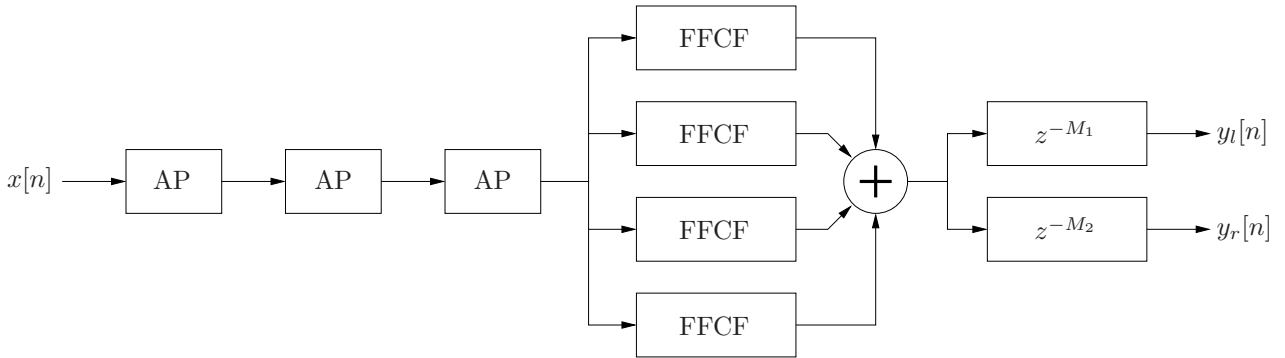 x[n]
AP
AP
AP
FFCF
FFCF
FFCF
FFCF
+
z^{-M_1}
y_l[n]
z^{-M_2}
y_r[n]